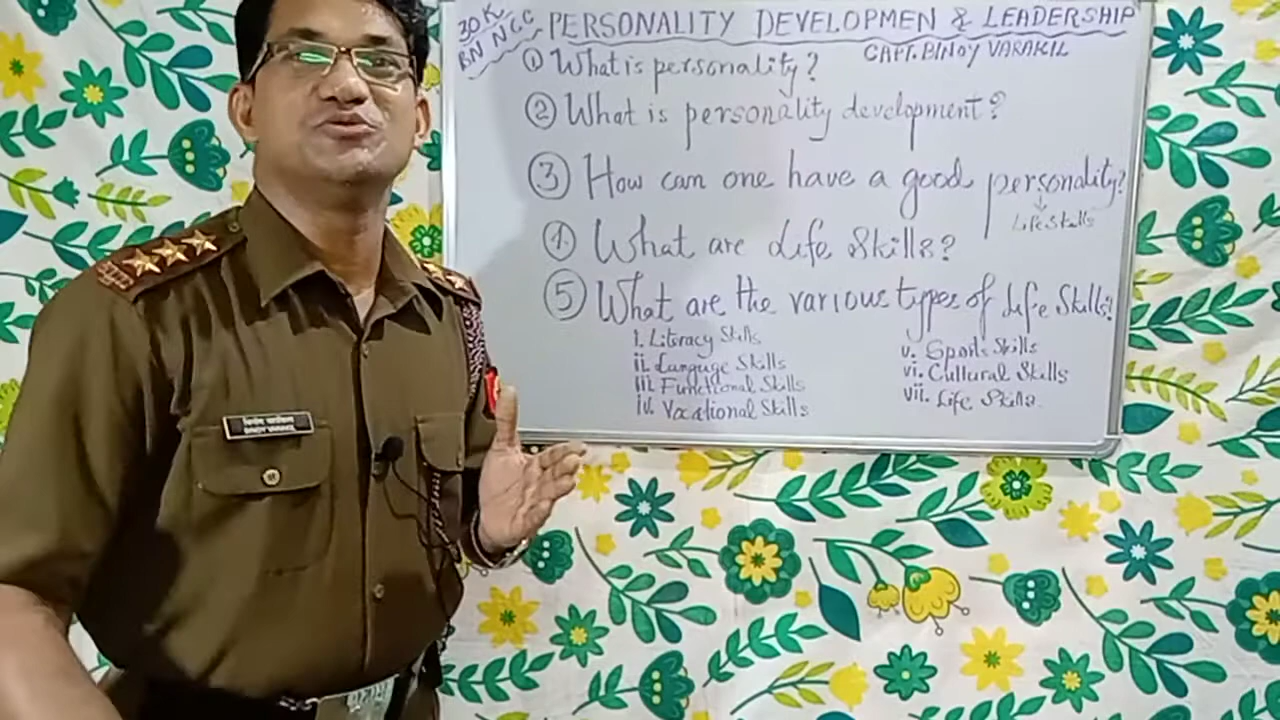 30 K
BN NCC
PERSONALITY DEVELOPMEN & LEADERSHIP
CAPT. BINOY VARAKIL
① What is personality?
② What is personality development?
③ How can one have a good personality?
↓
Life Skills
④. What are Life Skills?
⑤ What are the various types of Life Skills?
i. Literacy Skills
ii. Language Skills
iii. Functional Skills
iv. Vocational Skills
v. Sports Skills
vi. Cultural Skills
vii. Life Skills.
BINOY VARAKIL